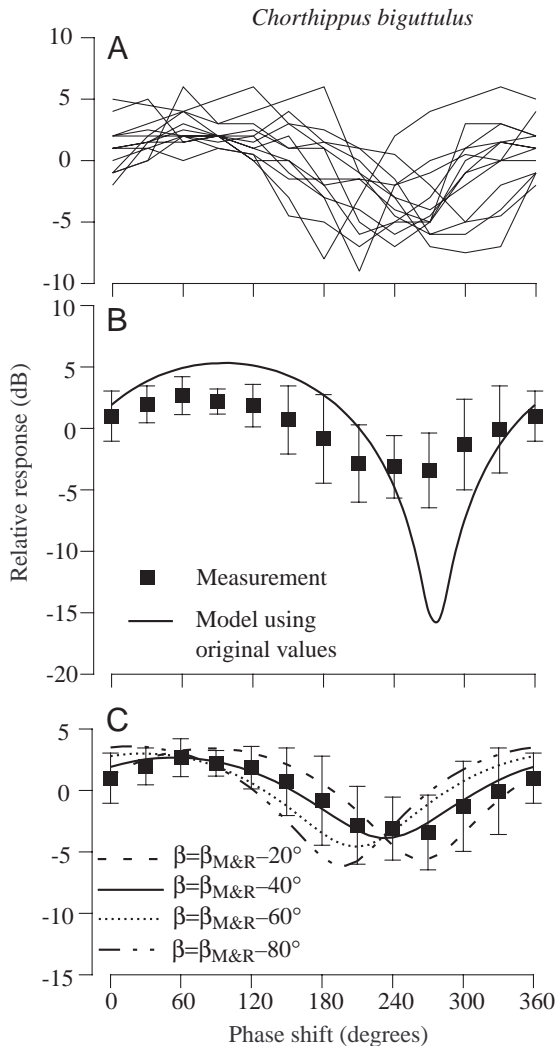 Chorthippus biguttulus
A
10
5
0
-5
-10
B
10
5
0
-5
-10
-15
-20
Relative response (dB)
Measurement
Model using
original values
C
5
0
-5
-10
-15
β=βM&R–20°
β=βM&R–40°
β=βM&R–60°
β=βM&R–80°
0 60 120 180 240 300 360
Phase shift (degrees)